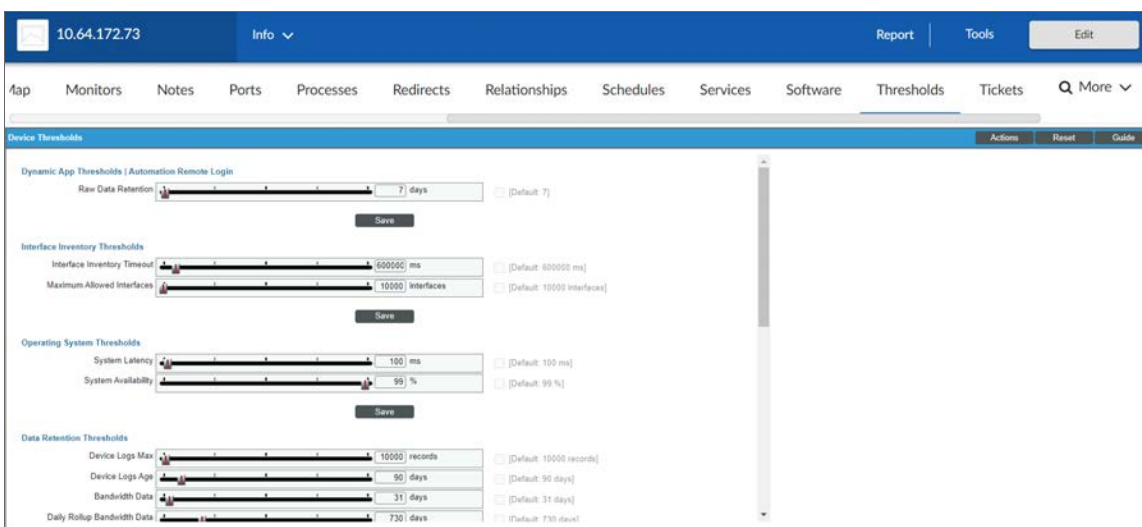 10.64.172.73 Info Report Tools Edit
Map Monitors Notes Ports Processes Redirects Relationships Schedules Services Software Thresholds Tickets More
Device Thresholds Actions Reset Guide
Dynamic App Thresholds | Automation Remote Login
Raw Data Retention 7 days [Default: 7]
Save
Interface Inventory Thresholds
Interface Inventory Timeout 600000 ms [Default: 600000 ms]
Maximum Allowed Interfaces 10000 interfaces [Default: 10000 interfaces]
Save
Operating System Thresholds
System Latency 100 ms [Default: 100 ms]
System Availability 99 % [Default: 99 %]
Save
Data Retention Thresholds
Device Logs Max 10000 records [Default: 10000 records]
Device Logs Age 90 days [Default: 90 days]
Bandwidth Data 31 days [Default: 31 days]
Daily Rollup Bandwidth Data 730 days [Default: 730 days]